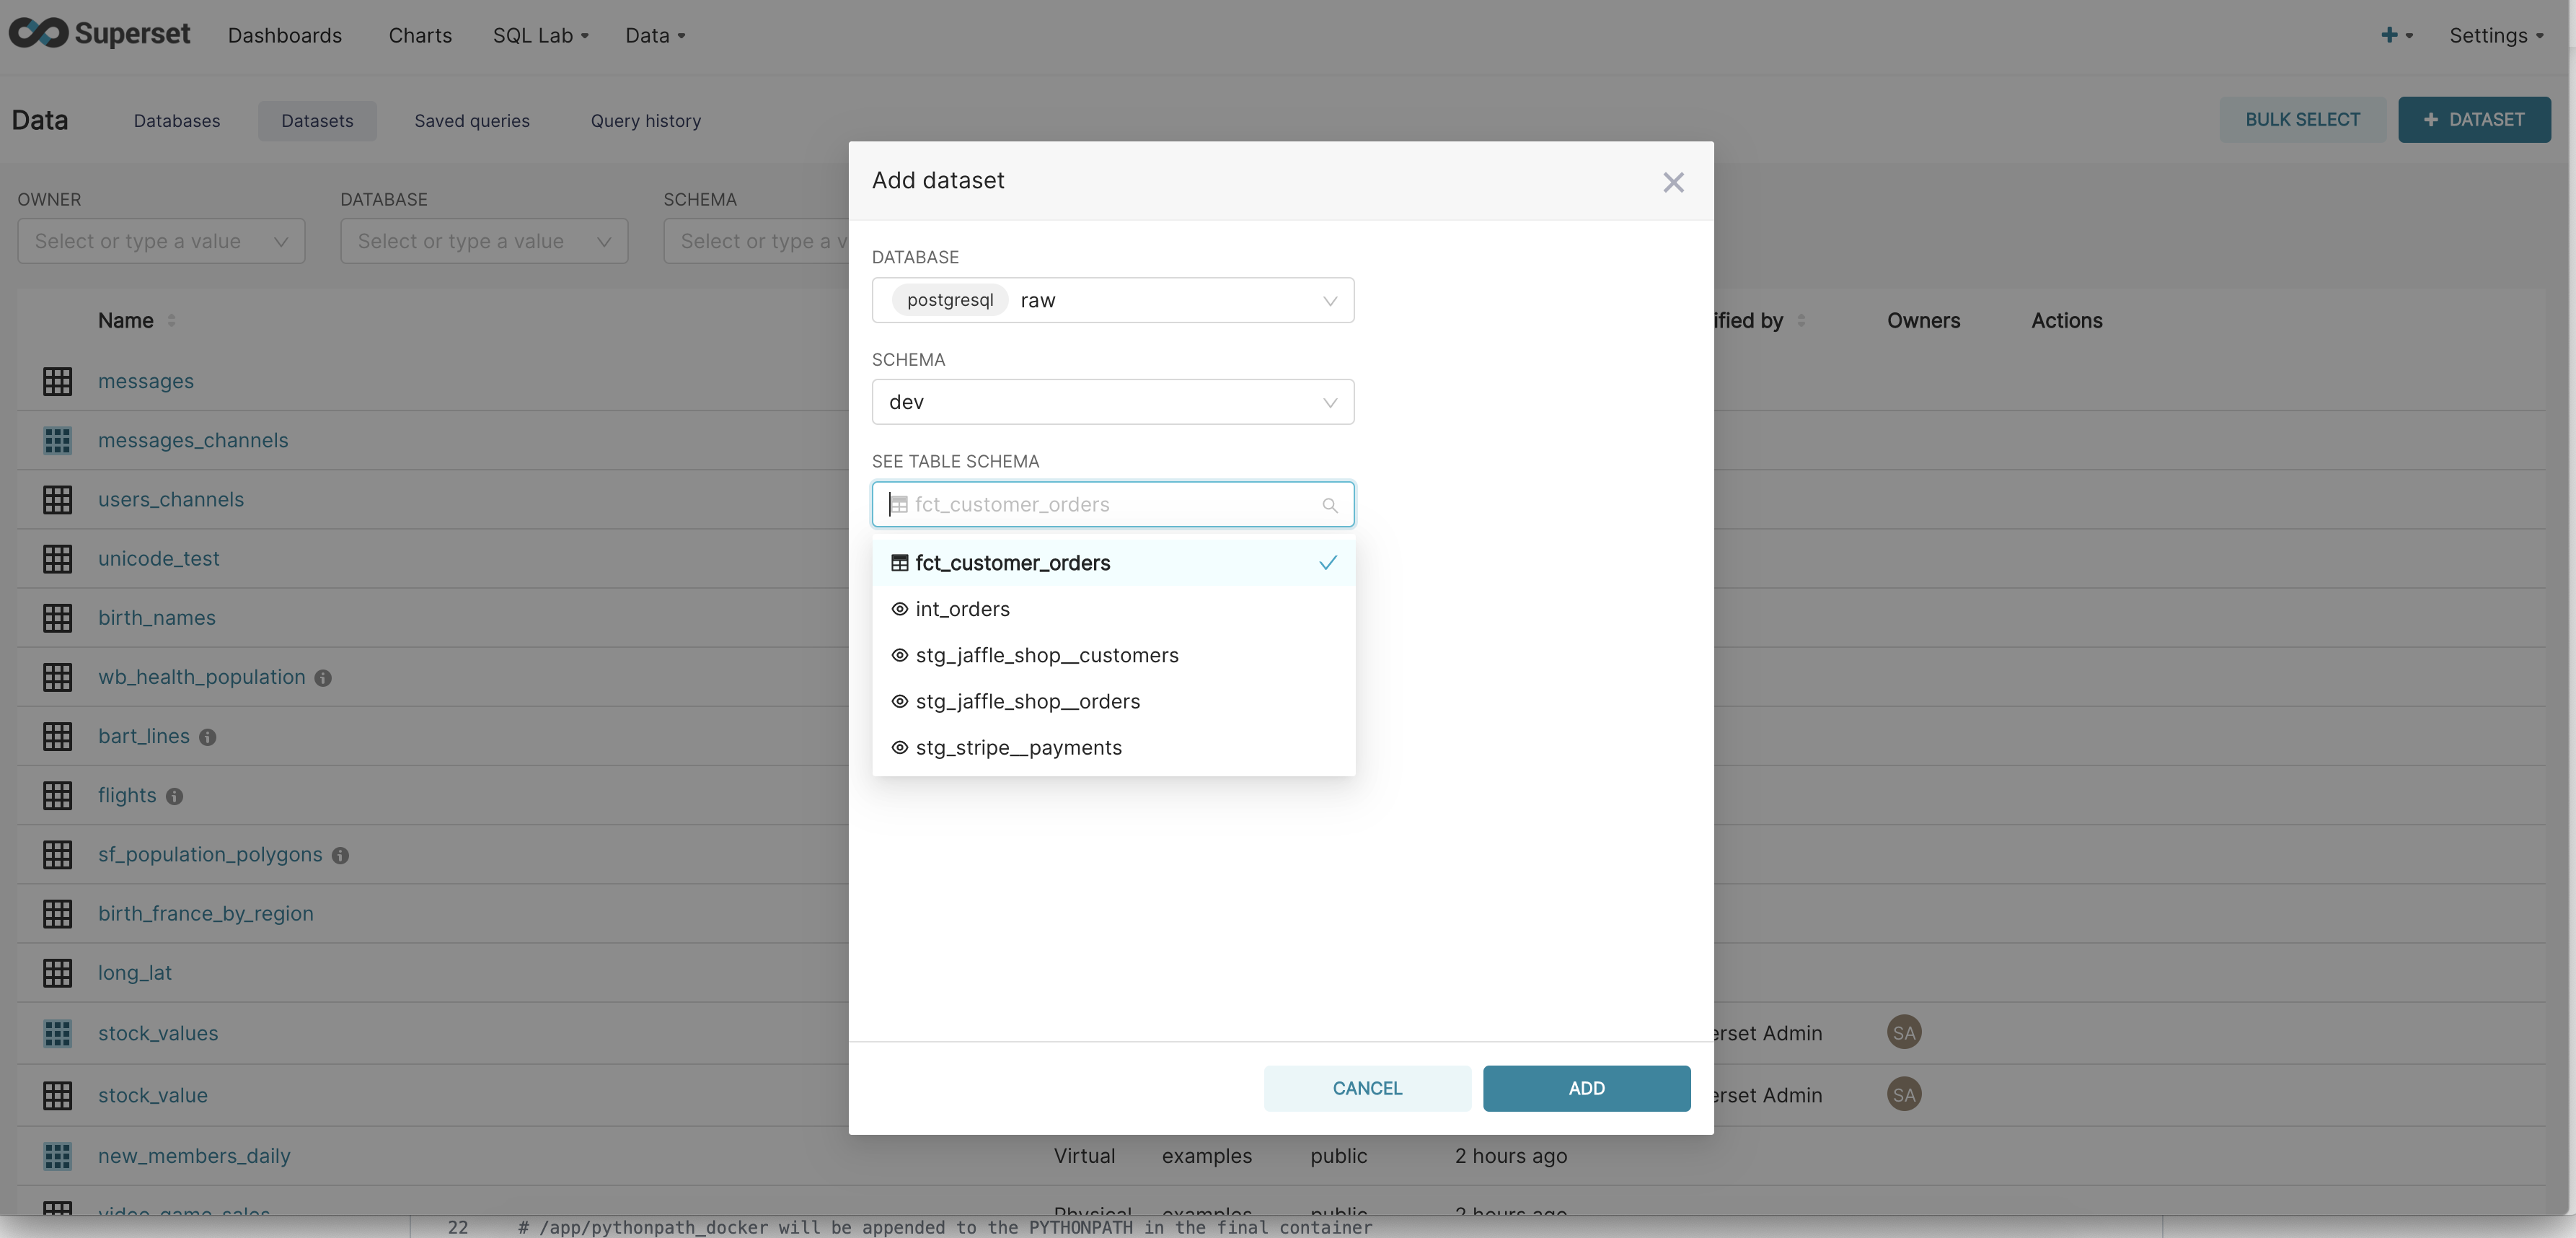 Superset Dashboards Charts SQL Lab Data + Settings
Data Databases Datasets Saved queries Query history BULK SELECT + DATASET
OWNER DATABASE SCHEMA
Select or type a value Select or type a value Select or type a v
Name ified by Owners Actions
messages
messages_channels
users_channels
unicode_test
birth_names
wb_health_population
bart_lines
flights
sf_population_polygons
birth_france_by_region
long_lat
stock_values erset Admin SA
stock_value erset Admin SA
new_members_daily Virtual examples public 2 hours ago
video_game_sales Physical examples public 2 hours ago
Add dataset
DATABASE
postgresql raw
SCHEMA
dev
SEE TABLE SCHEMA
fct_customer_orders
fct_customer_orders
int_orders
stg_jaffle_shop__customers
stg_jaffle_shop__orders
stg_stripe__payments
CANCEL ADD
22 # /app/pythonpath_docker will be appended to the PYTHONPATH in the final container